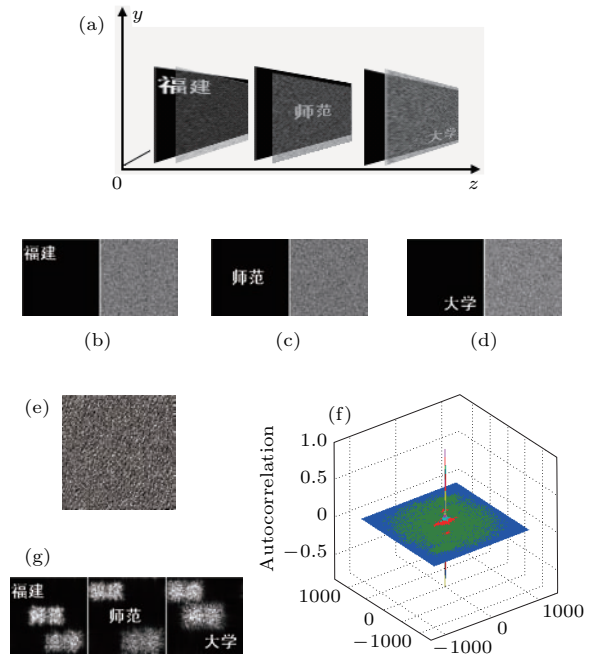 (a)
y
福建
师范
大学
0
z
福建
师范
大学
(b)
(c)
(d)
(e)
(f)
Autocorrelation
1.0
0.5
0
−0.5
1000
0
−1000
−1000
0
1000
(g)
福建
师范
大学